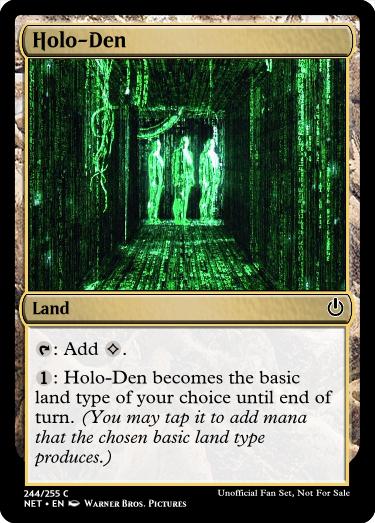 Holo-Den
Land
: Add .
1: Holo-Den becomes the basic
land type of your choice until end of
turn. (You may tap it to add mana
that the chosen basic land type
produces.)
244/255 C
NET • EN Warner Bros. Pictures
Unofficial Fan Set, Not For Sale